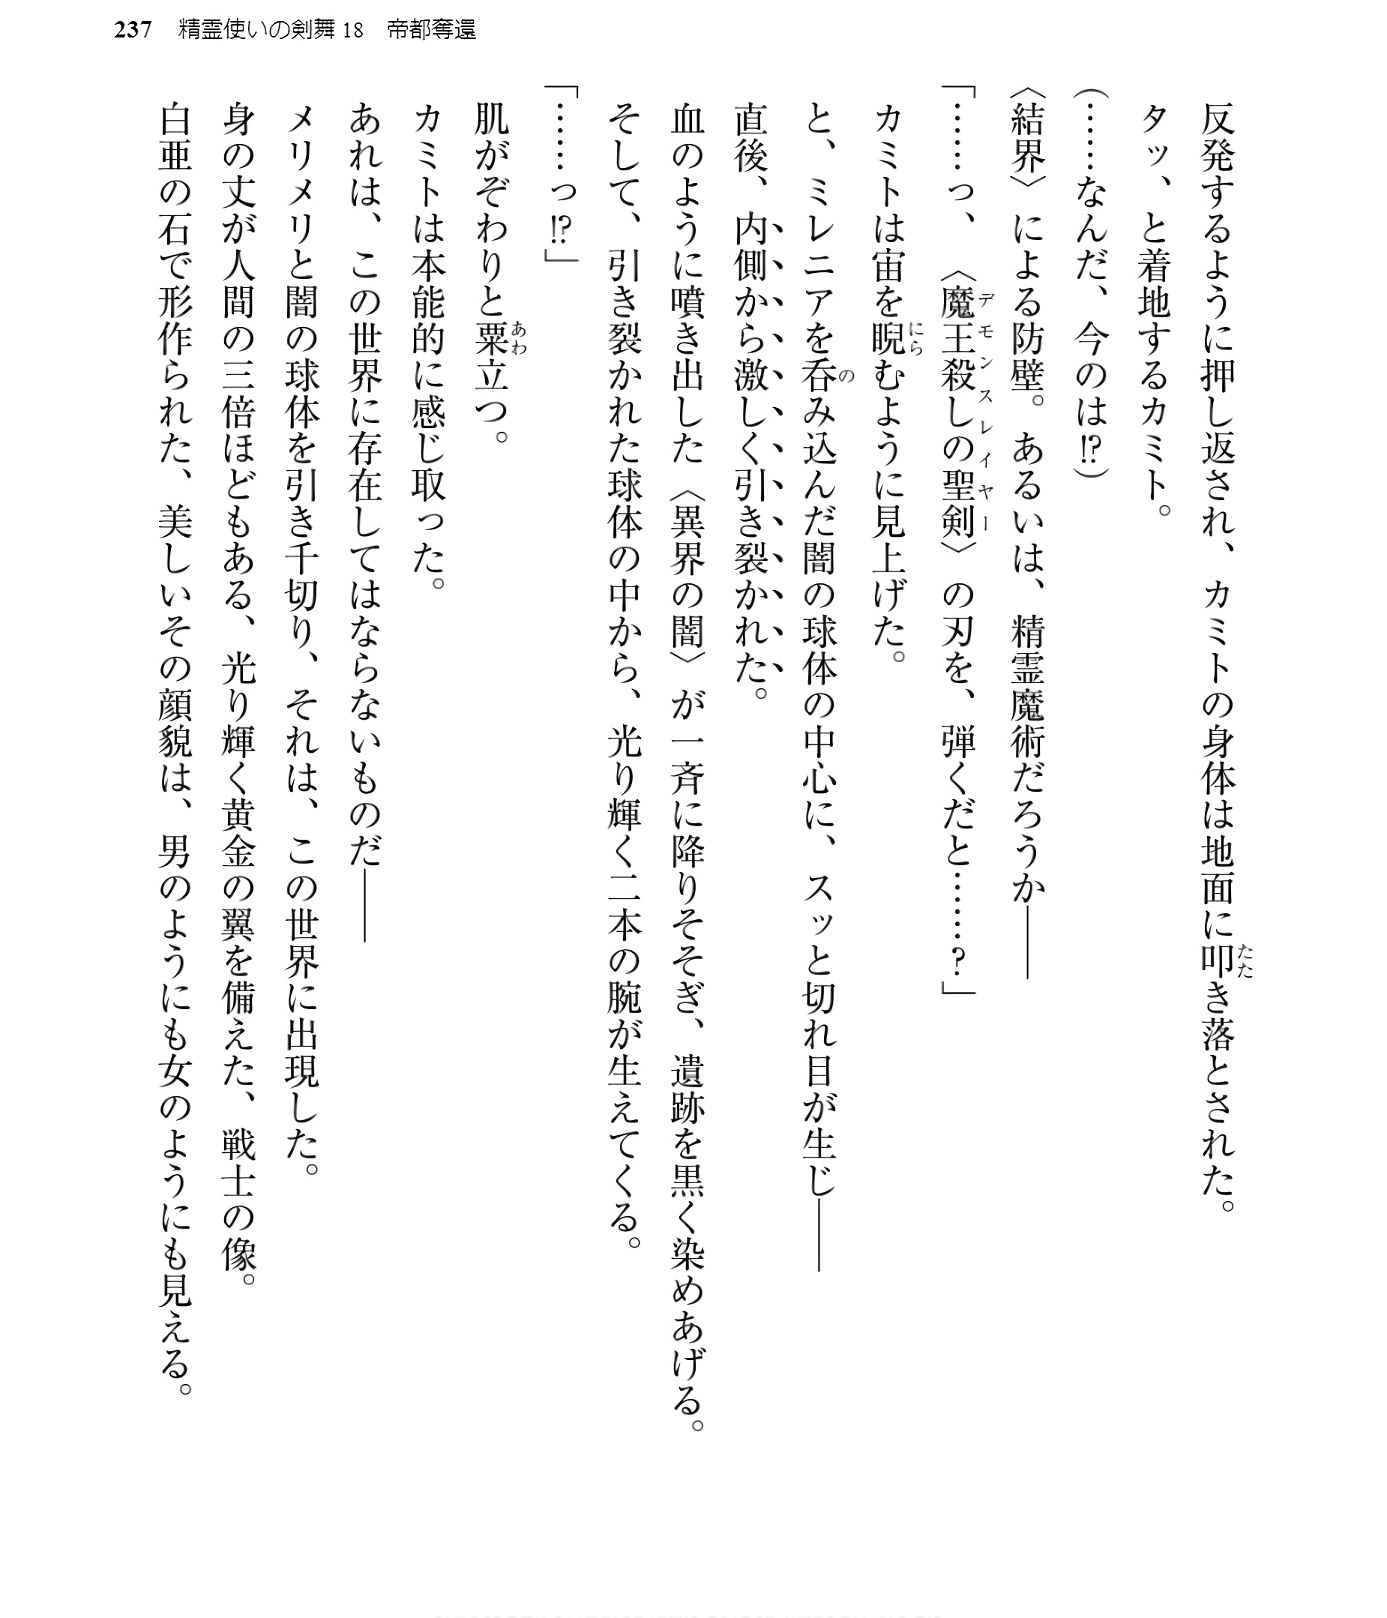 237 精霊使いの剣舞18 帝都奪還
反発するように押し返され、カミトの身体は地面に叩き落とされた。
タッ、と着地するカミト。
(……なんだ、今のは!?)
〈結界〉による防壁。あるいは、精霊魔術だろうか――
「……っ、〈魔王殺しの聖剣〉の刃を、弾くだと……?」
カミトは宙を睨むように見上げた。
と、ミレニアを呑み込んだ闇の球体の中心に、スッと切れ目が生じ――
直後、内側から激しく引き裂かれた。
血のように噴き出した〈異界の闇〉が一斉に降りそそぎ、遺跡を黒く染めあげる。
そして、引き裂かれた球体の中から、光り輝く二本の腕が生えてくる。
「……っ!?」
肌がぞわりと粟立つ。
カミトは本能的に感じ取った。
あれは、この世界に存在してはならないものだ――
メリメリと闇の球体を引き千切り、それは、この世界に出現した。
身の丈が人間の三倍ほどもある、光り輝く黄金の翼を備えた、戦士の像。
白亜の石で形作られた、美しいその顔貌は、男のようにも女のようにも見える。